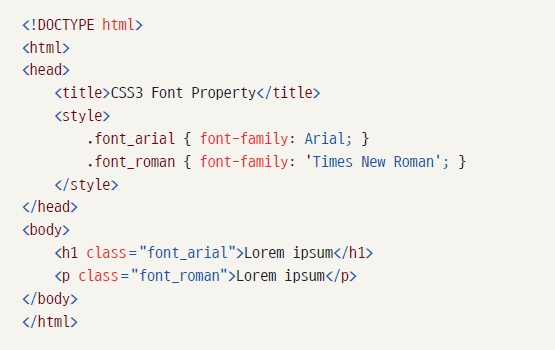 <!DOCTYPE html>
<html>
<head>
    <title>CSS3 Font Property</title>
    <style>
        .font_arial { font-family: Arial; }
        .font_roman { font-family: 'Times New Roman'; }
    </style>
</head>
<body>
    <h1 class="font_arial">Lorem ipsum</h1>
    <p class="font_roman">Lorem ipsum</p>
</body>
</html>